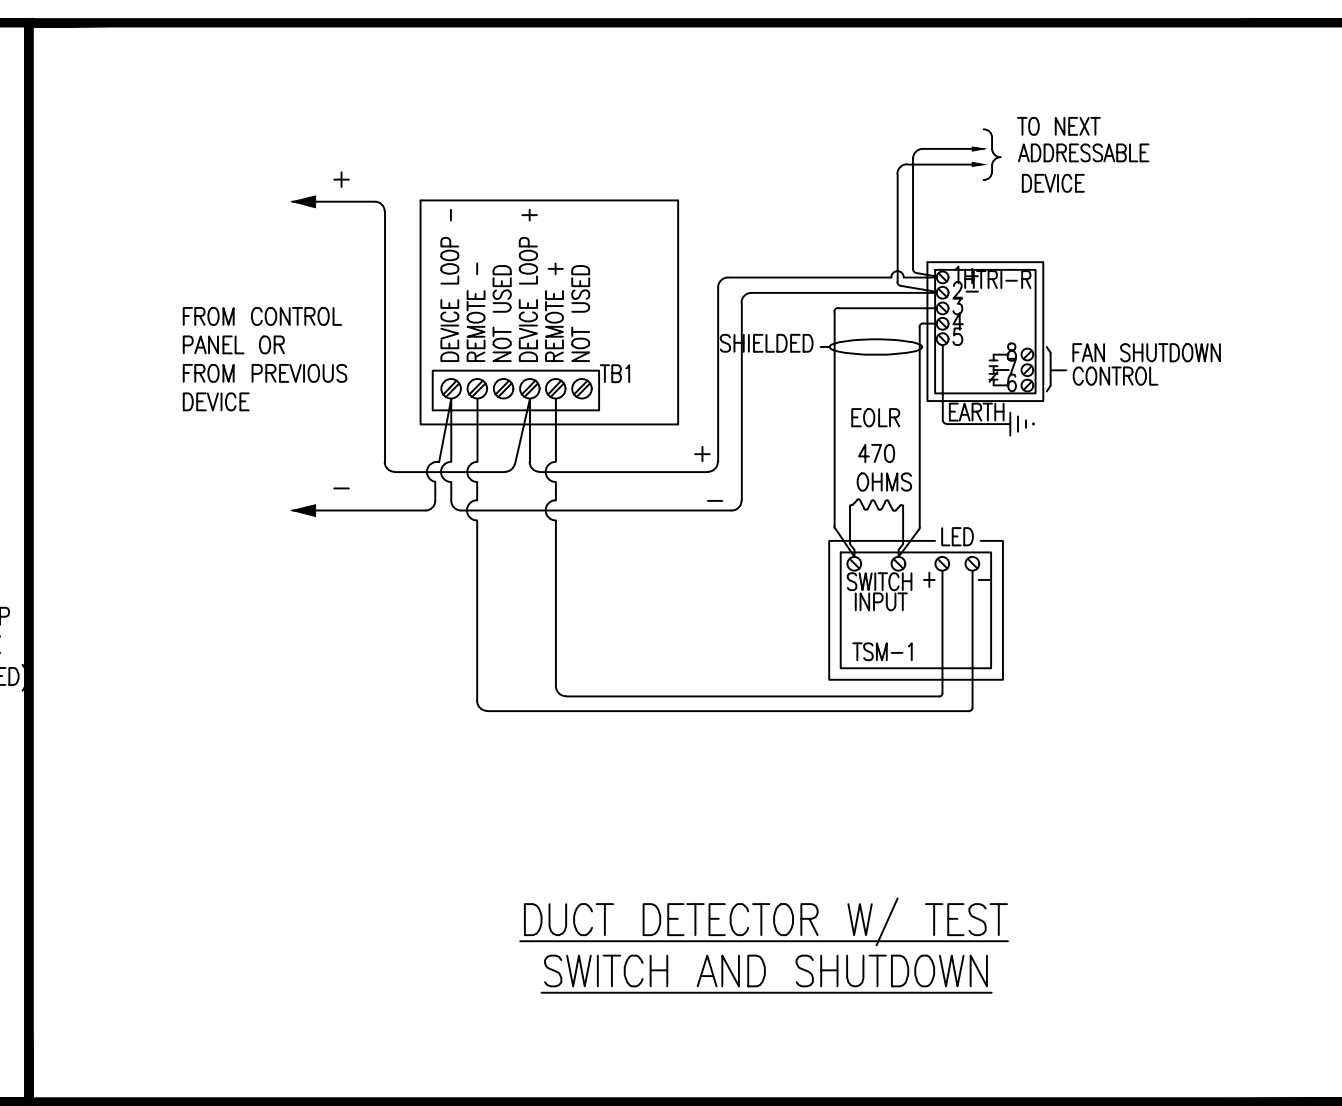 TO NEXT
ADDRESSABLE
DEVICE
+
DEVICE LOOP -
REMOTE -
NOT USED
DEVICE LOOP +
REMOTE +
NOT USED
TB1
FROM CONTROL
PANEL OR
FROM PREVIOUS
DEVICE
-
+
-
SHIELDED
HTRI-R
1+
2-
3
4
5
8
7
6
FAN SHUTDOWN
CONTROL
EARTH
EOLR
470
OHMS
LED
SWITCH + -
INPUT
TSM-1
P
ED)
DUCT DETECTOR W/ TEST
SWITCH AND SHUTDOWN